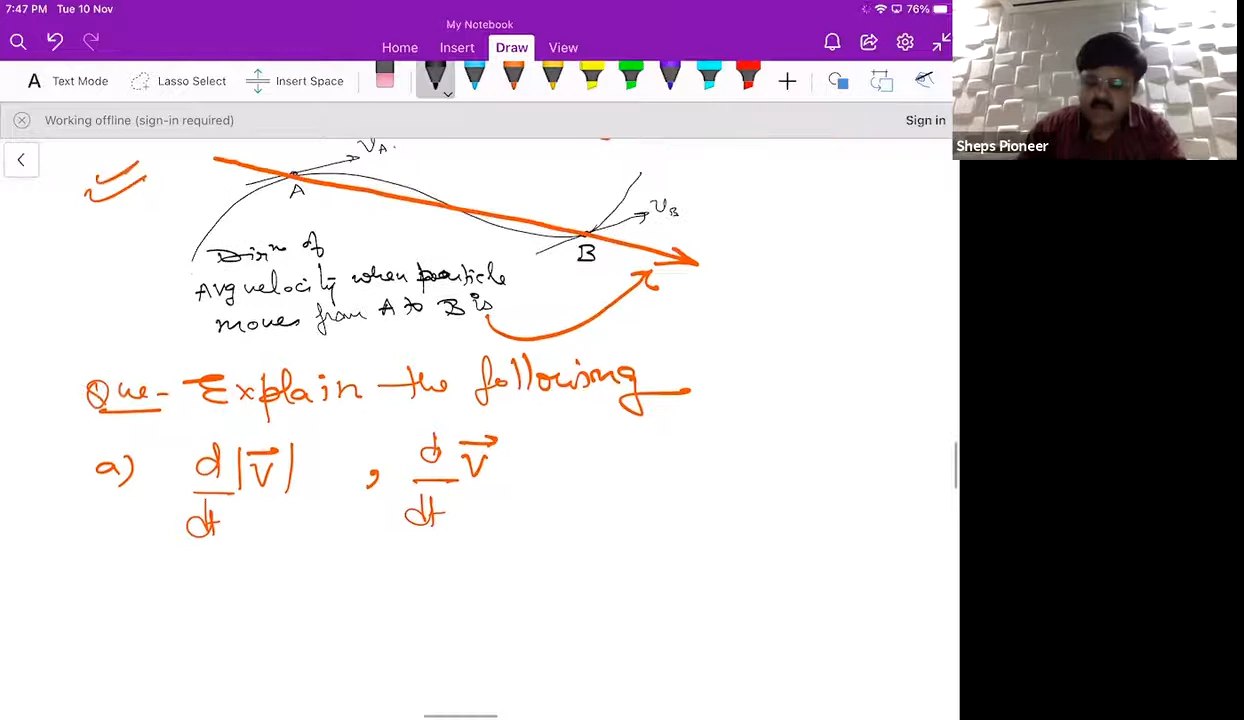 7:47 PM Tue 10 Nov
76%
My Notebook
Home Insert Draw View
A Text Mode Lasso Select Insert Space
Working offline (sign-in required) Sign in
Sheps Pioneer
VA.
A
VB
B
Dirⁿ of
Avg velocity when particle
moves from A to B is
Que- Explain the following
a) d/dt |V⃗| , d/dt V⃗